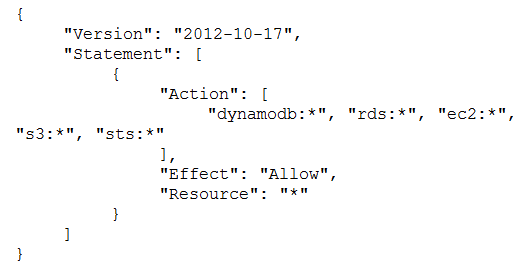 {
"Version": "2012-10-17",
"Statement": [
{
"Action": [
"dynamodb:*", "rds:*", "ec2:*",
"s3:*", "sts:*"
],
"Effect": "Allow",
"Resource": "*"
}
]
}